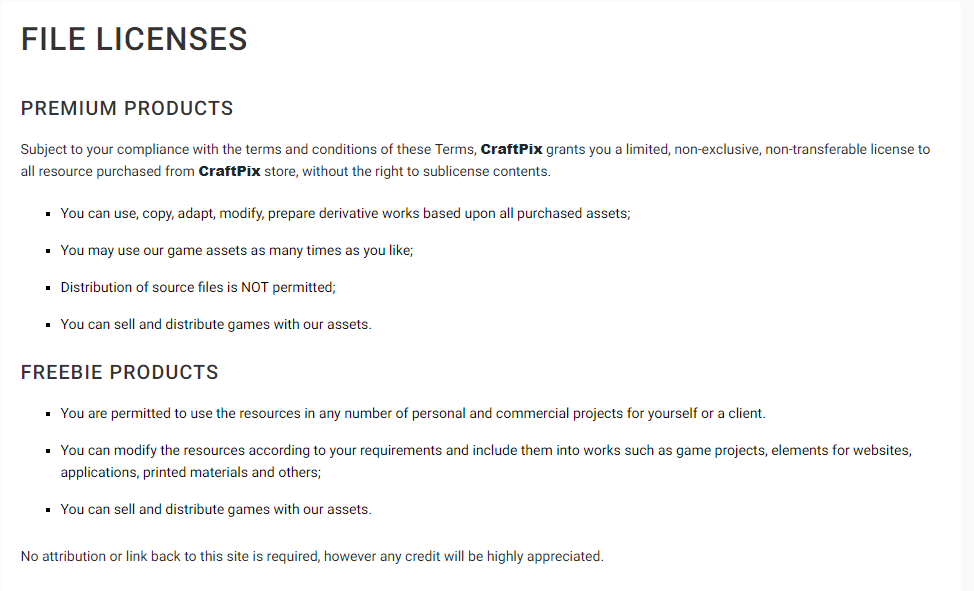 FILE LICENSES
PREMIUM PRODUCTS
Subject to your compliance with the terms and conditions of these Terms, CraftPix grants you a limited, non-exclusive, non-transferable license to
all resource purchased from CraftPix store, without the right to sublicense contents.
▪ You can use, copy, adapt, modify, prepare derivative works based upon all purchased assets;
▪ You may use our game assets as many times as you like;
▪ Distribution of source files is NOT permitted;
▪ You can sell and distribute games with our assets.
FREEBIE PRODUCTS
▪ You are permitted to use the resources in any number of personal and commercial projects for yourself or a client.
▪ You can modify the resources according to your requirements and include them into works such as game projects, elements for websites,
applications, printed materials and others;
▪ You can sell and distribute games with our assets.
No attribution or link back to this site is required, however any credit will be highly appreciated.